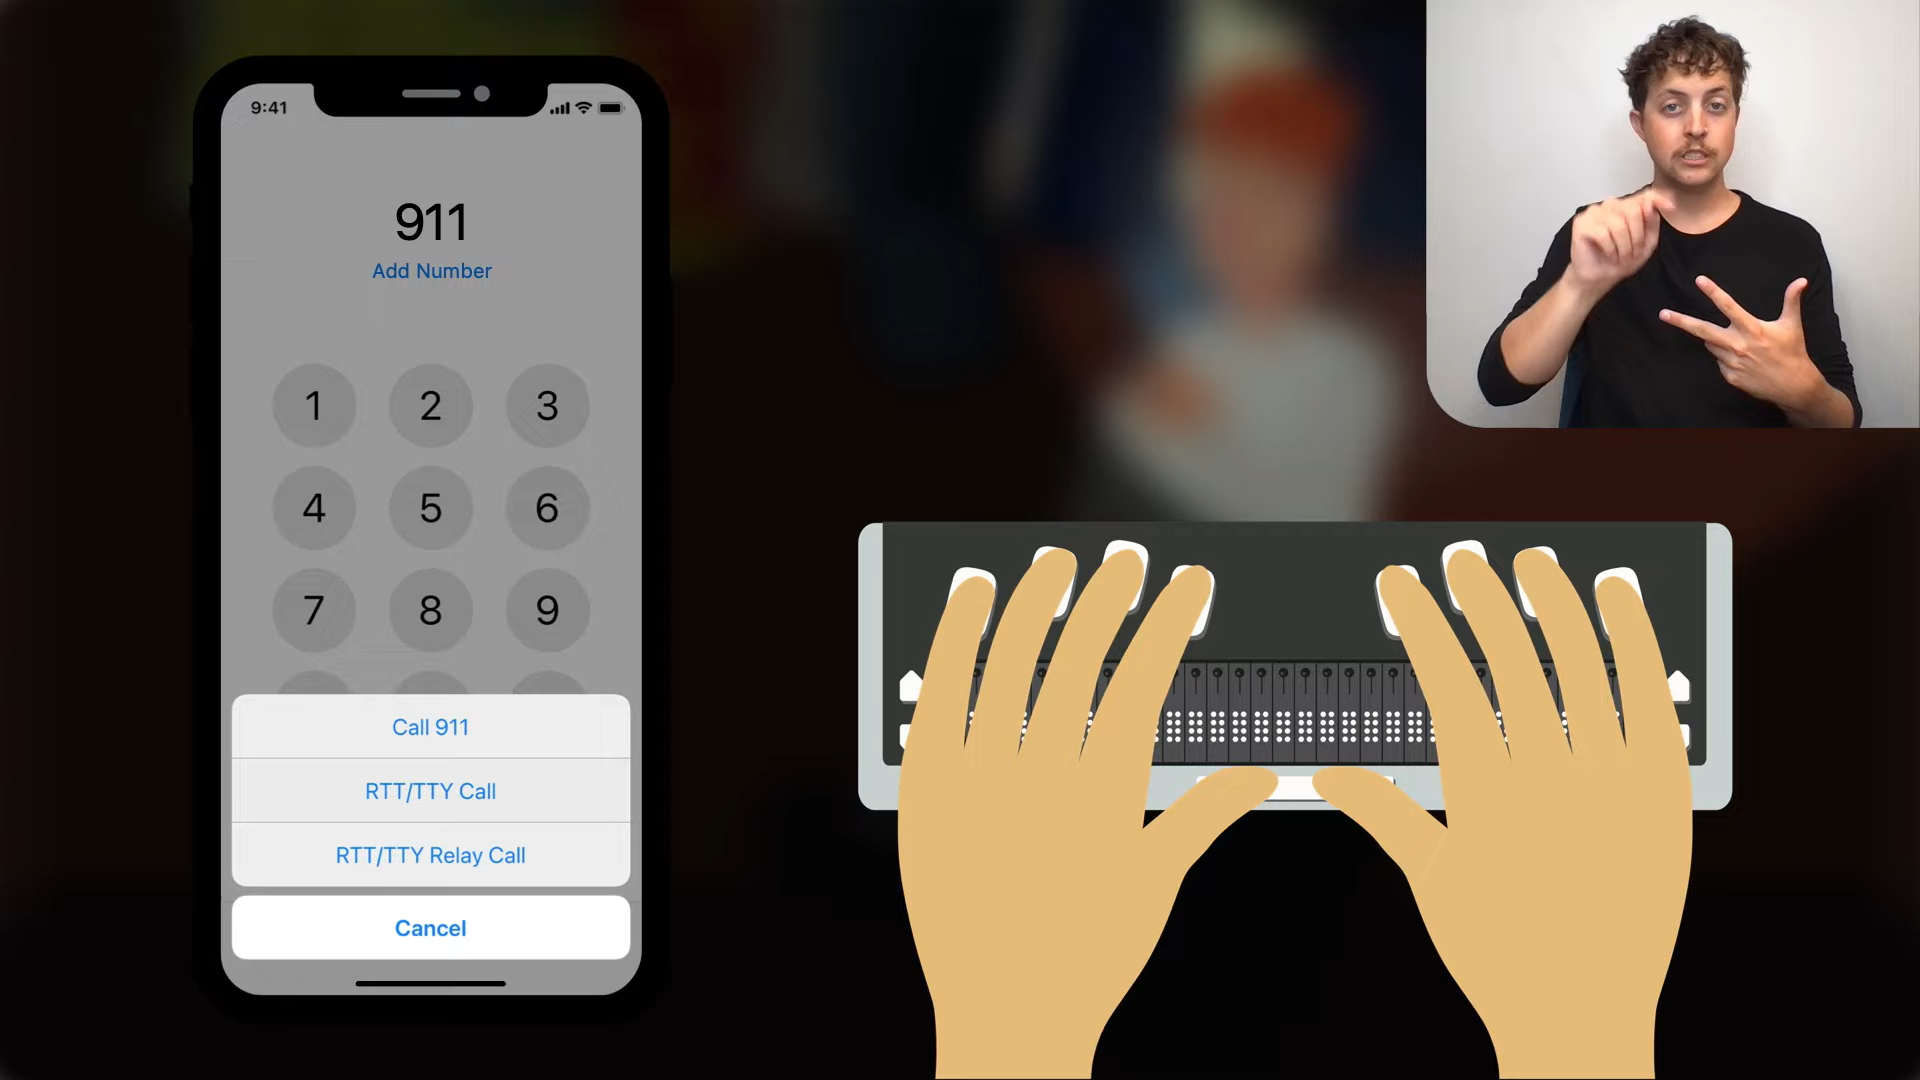 9:41
911
Add Number
1 2 3
4 5 6
7 8 9
Call 911
RTT/TTY Call
RTT/TTY Relay Call
Cancel